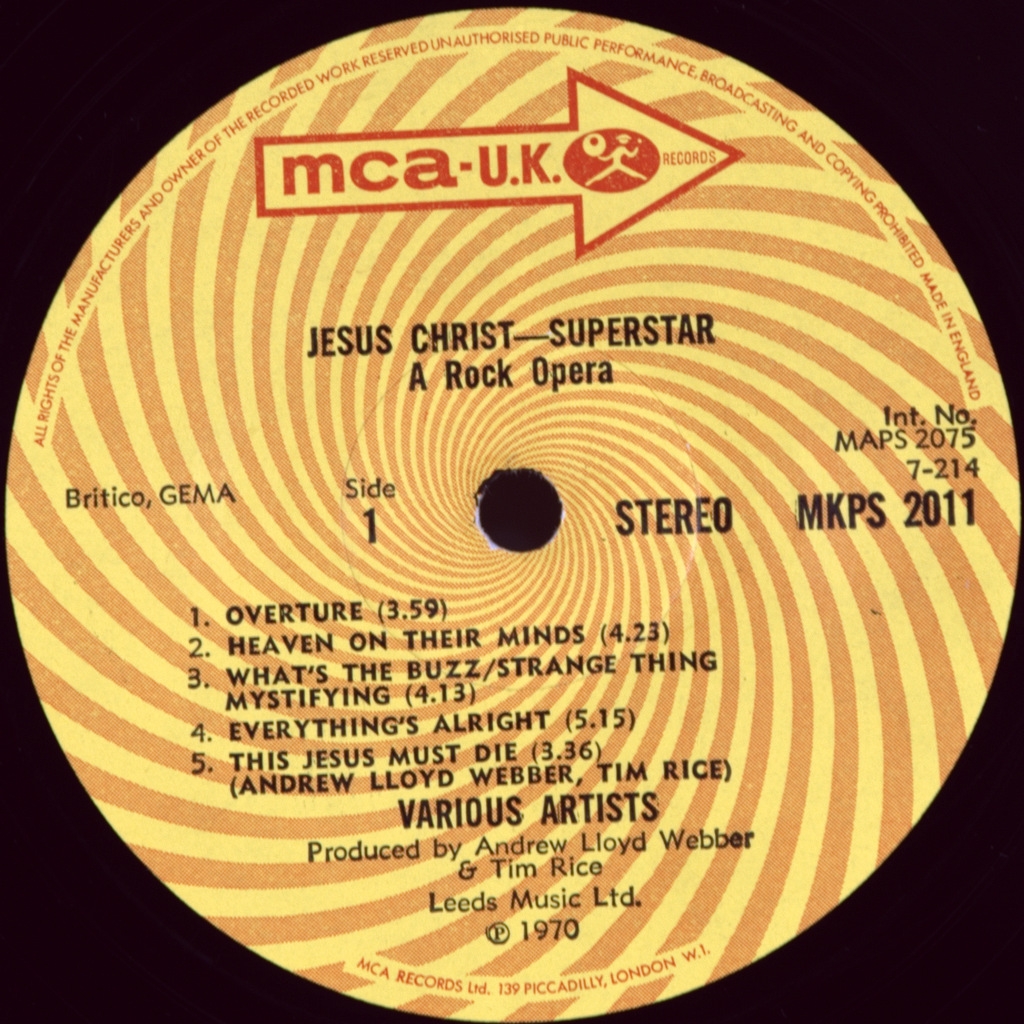 ALL RIGHTS OF THE MANUFACTURERS AND OWNER OF THE RECORDED WORK RESERVED UNAUTHORISED PUBLIC PERFORMANCE, BROADCASTING AND COPYING PROHIBITED MADE IN ENGLAND
mca-U.K. RECORDS
JESUS CHRIST—SUPERSTAR
A Rock Opera
Int. No.
MAPS 2075
7-214
Britico, GEMA
Side
1
STEREO MKPS 2011
1. OVERTURE (3.59)
2. HEAVEN ON THEIR MINDS (4.23)
3. WHAT'S THE BUZZ/STRANGE THING
MYSTIFYING (4.13)
4. EVERYTHING'S ALRIGHT (5.15)
5. THIS JESUS MUST DIE (3.36)
(ANDREW LLOYD WEBBER, TIM RICE)
VARIOUS ARTISTS
Produced by Andrew Lloyd Webber
& Tim Rice
Leeds Music Ltd.
℗ 1970
MCA RECORDS Ltd. 139 PICCADILLY, LONDON W.I.